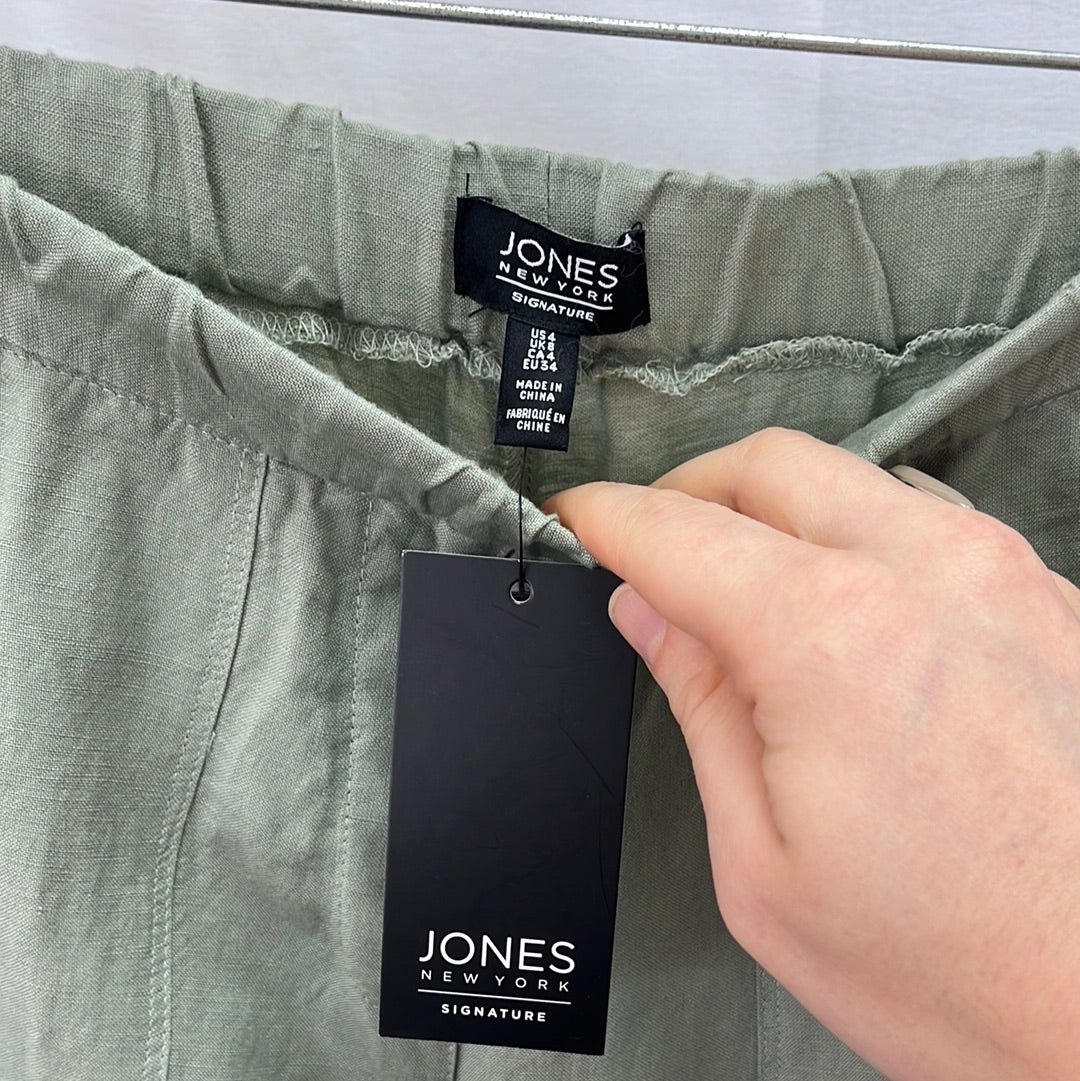 JONES
NEW YORK
SIGNATURE
US 4
UK 8
CA 4
EU 34
MADE IN
CHINA
FABRIQUÉ EN
CHINE
JONES
NEW YORK
SIGNATURE